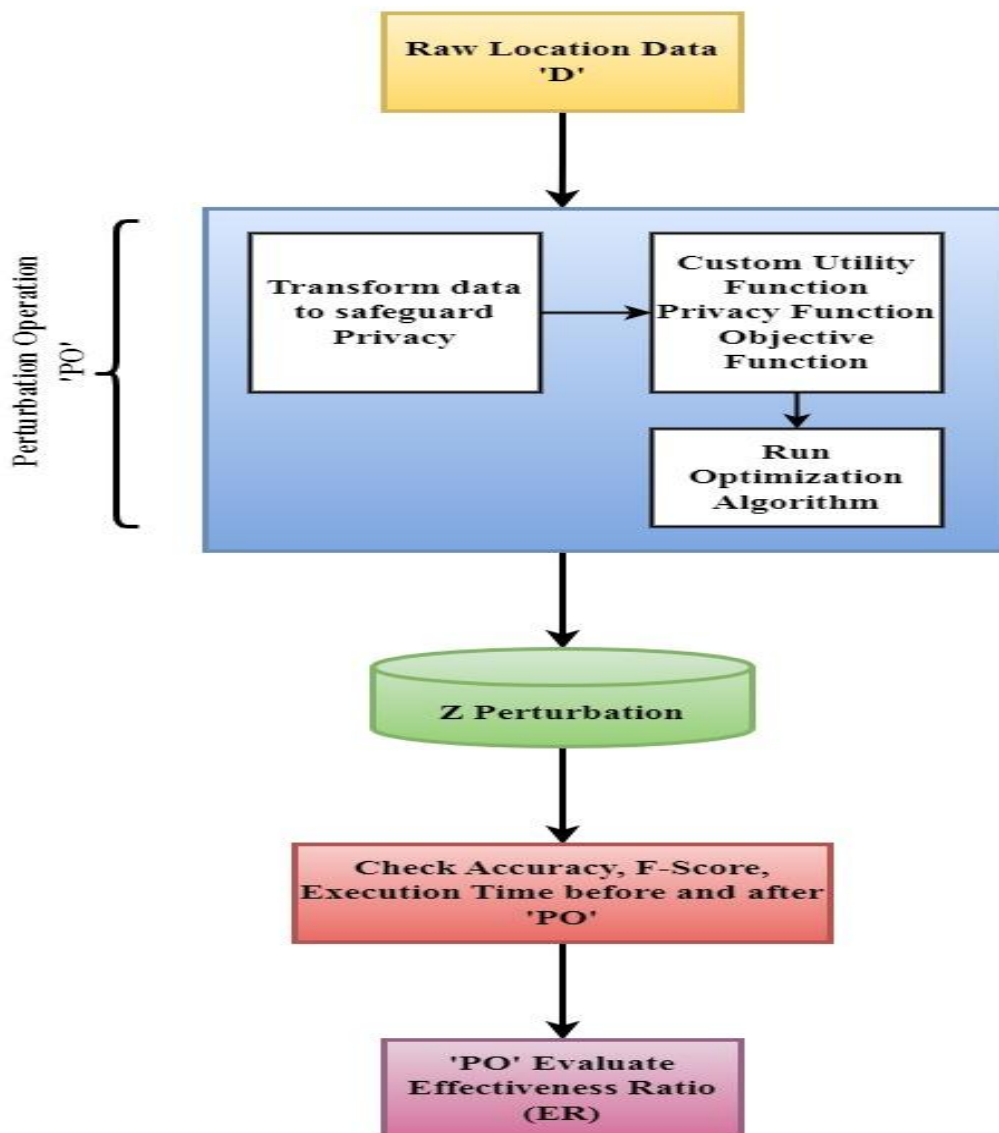 Raw Location Data
'D'
Perturbation Operation
'PO'
Transform data
to safeguard
Privacy
Custom Utility
Function
Privacy Function
Objective
Function
Run
Optimization
Algorithm
Z Perturbation
Check Accuracy, F-Score,
Execution Time before and after
'PO'
'PO' Evaluate
Effectiveness Ratio
(ER)